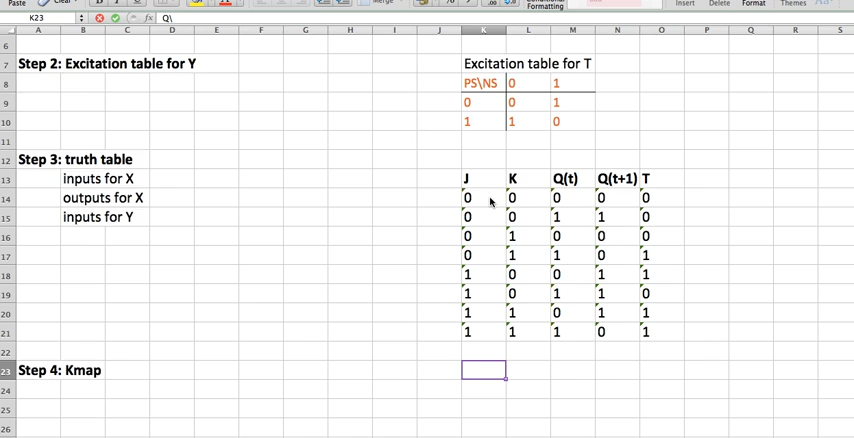 Paste Clear Merge Conditional Formatting Insert Delete Format Themes
K23 fx Q\
A B C D E F G H I J K L M N O P Q R S
6
7 Step 2: Excitation table for Y Excitation table for T
8 PS\NS 0 1
9 0 0 1
10 1 1 0
11
12 Step 3: truth table
13 inputs for X J K Q(t) Q(t+1) T
14 outputs for X 0 0 0 0 0
15 inputs for Y 0 0 1 1 0
16 0 1 0 0 0
17 0 1 1 0 1
18 1 0 0 1 1
19 1 0 1 1 0
20 1 1 0 1 1
21 1 1 1 0 1
22
23 Step 4: Kmap
24
25
26